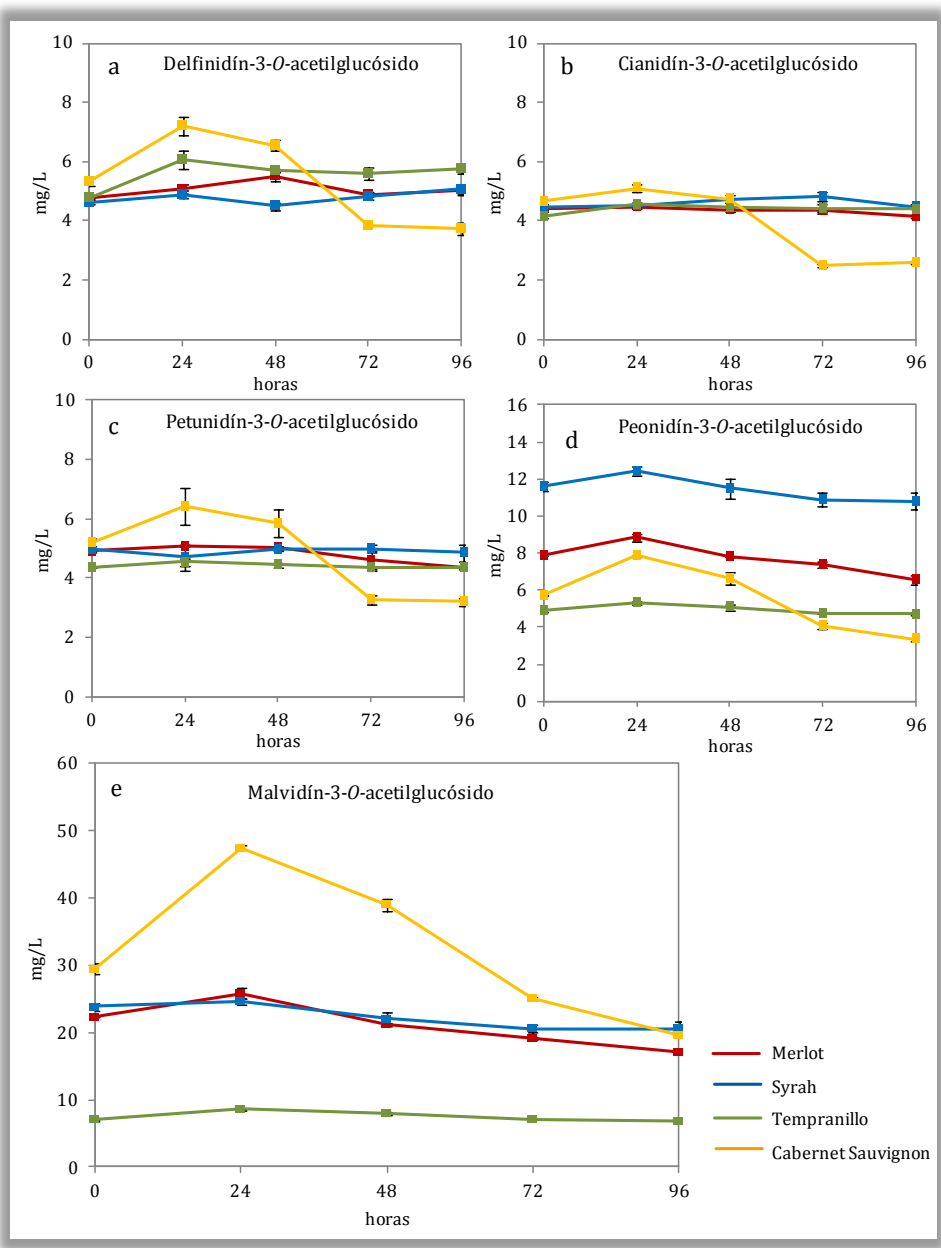 a Delfinidín-3-O-acetilglucósido
10
8
6
4
2
0
mg/L
0 24 48 72 96
horas
b Cianidín-3-O-acetilglucósido
10
8
6
4
2
0
mg/L
0 24 48 72 96
horas
c Petunidín-3-O-acetilglucósido
10
8
6
4
2
0
mg/L
0 24 48 72 96
horas
d Peonidín-3-O-acetilglucósido
16
14
12
10
8
6
4
2
0
mg/L
0 24 48 72 96
horas
e Malvidín-3-O-acetilglucósido
60
50
40
30
20
10
0
mg/L
0 24 48 72 96
horas
Merlot
Syrah
Tempranillo
Cabernet Sauvignon